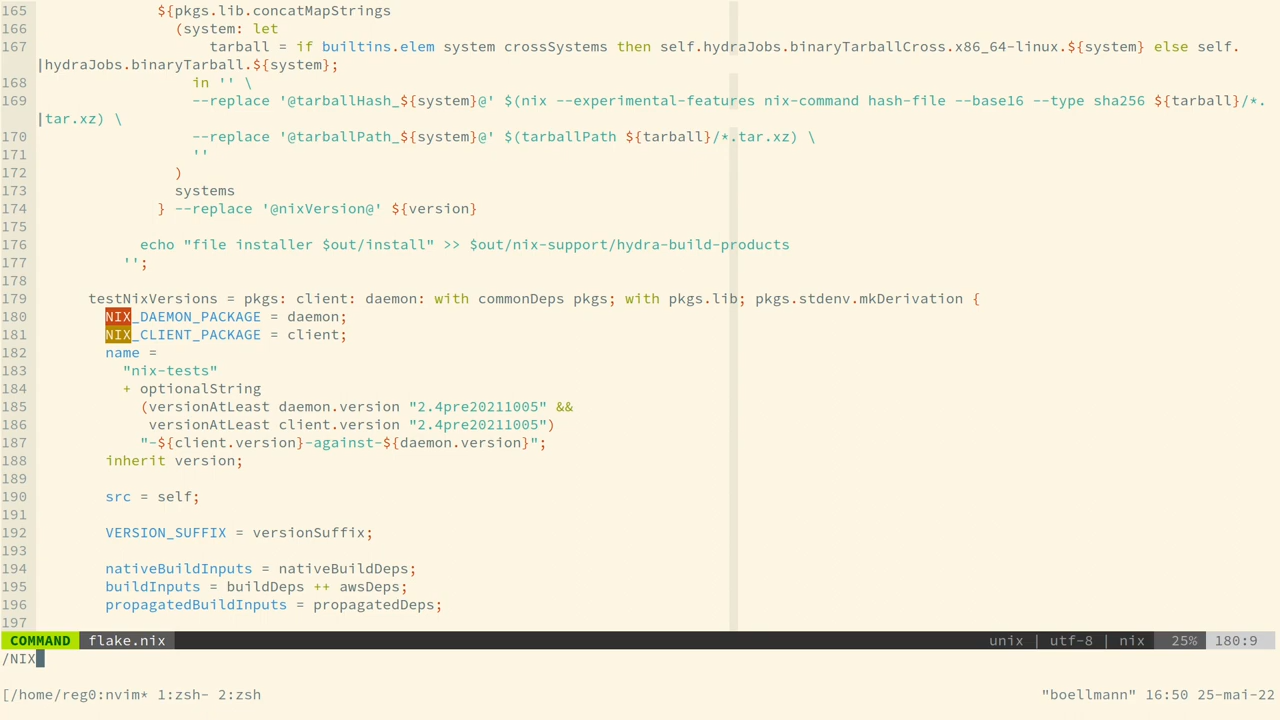 165               ${pkgs.lib.concatMapStrings
166                 (system: let
167                     tarball = if builtins.elem system crossSystems then self.hydraJobs.binaryTarballCross.x86_64-linux.${system} else self.
|hydraJobs.binaryTarball.${system};
168                   in '' \
169                   --replace '@tarballHash_${system}@' $(nix --experimental-features nix-command hash-file --base16 --type sha256 ${tarball}/*.
|tar.xz) \
170                   --replace '@tarballPath_${system}@' $(tarballPath ${tarball}/*.tar.xz) \
171                   ''
172                 )
173                 systems
174               } --replace '@nixVersion@' ${version}
175
176             echo "file installer $out/install" >> $out/nix-support/hydra-build-products
177           '';
178
179       testNixVersions = pkgs: client: daemon: with commonDeps pkgs; with pkgs.lib; pkgs.stdenv.mkDerivation {
180         NIX_DAEMON_PACKAGE = daemon;
181         NIX_CLIENT_PACKAGE = client;
182         name =
183           "nix-tests"
184           + optionalString
185             (versionAtLeast daemon.version "2.4pre20211005" &&
186              versionAtLeast client.version "2.4pre20211005")
187             "-${client.version}-against-${daemon.version}";
188         inherit version;
189
190         src = self;
191
192         VERSION_SUFFIX = versionSuffix;
193
194         nativeBuildInputs = nativeBuildDeps;
195         buildInputs = buildDeps ++ awsDeps;
196         propagatedBuildInputs = propagatedDeps;
197
COMMAND flake.nix unix | utf-8 | nix 25% 180:9
/NIX
[/home/reg0:nvim* 1:zsh- 2:zsh "boellmann" 16:50 25-mai-22